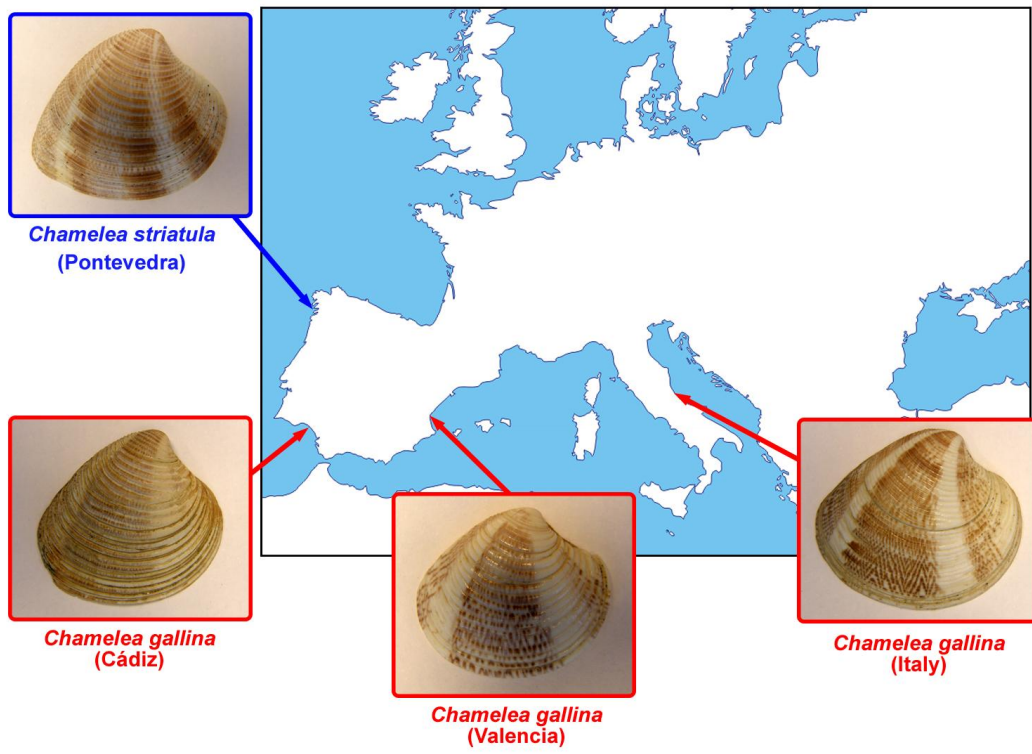 Chamelea striatula
(Pontevedra)
Chamelea gallina
(Cádiz)
Chamelea gallina
(Valencia)
Chamelea gallina
(Italy)